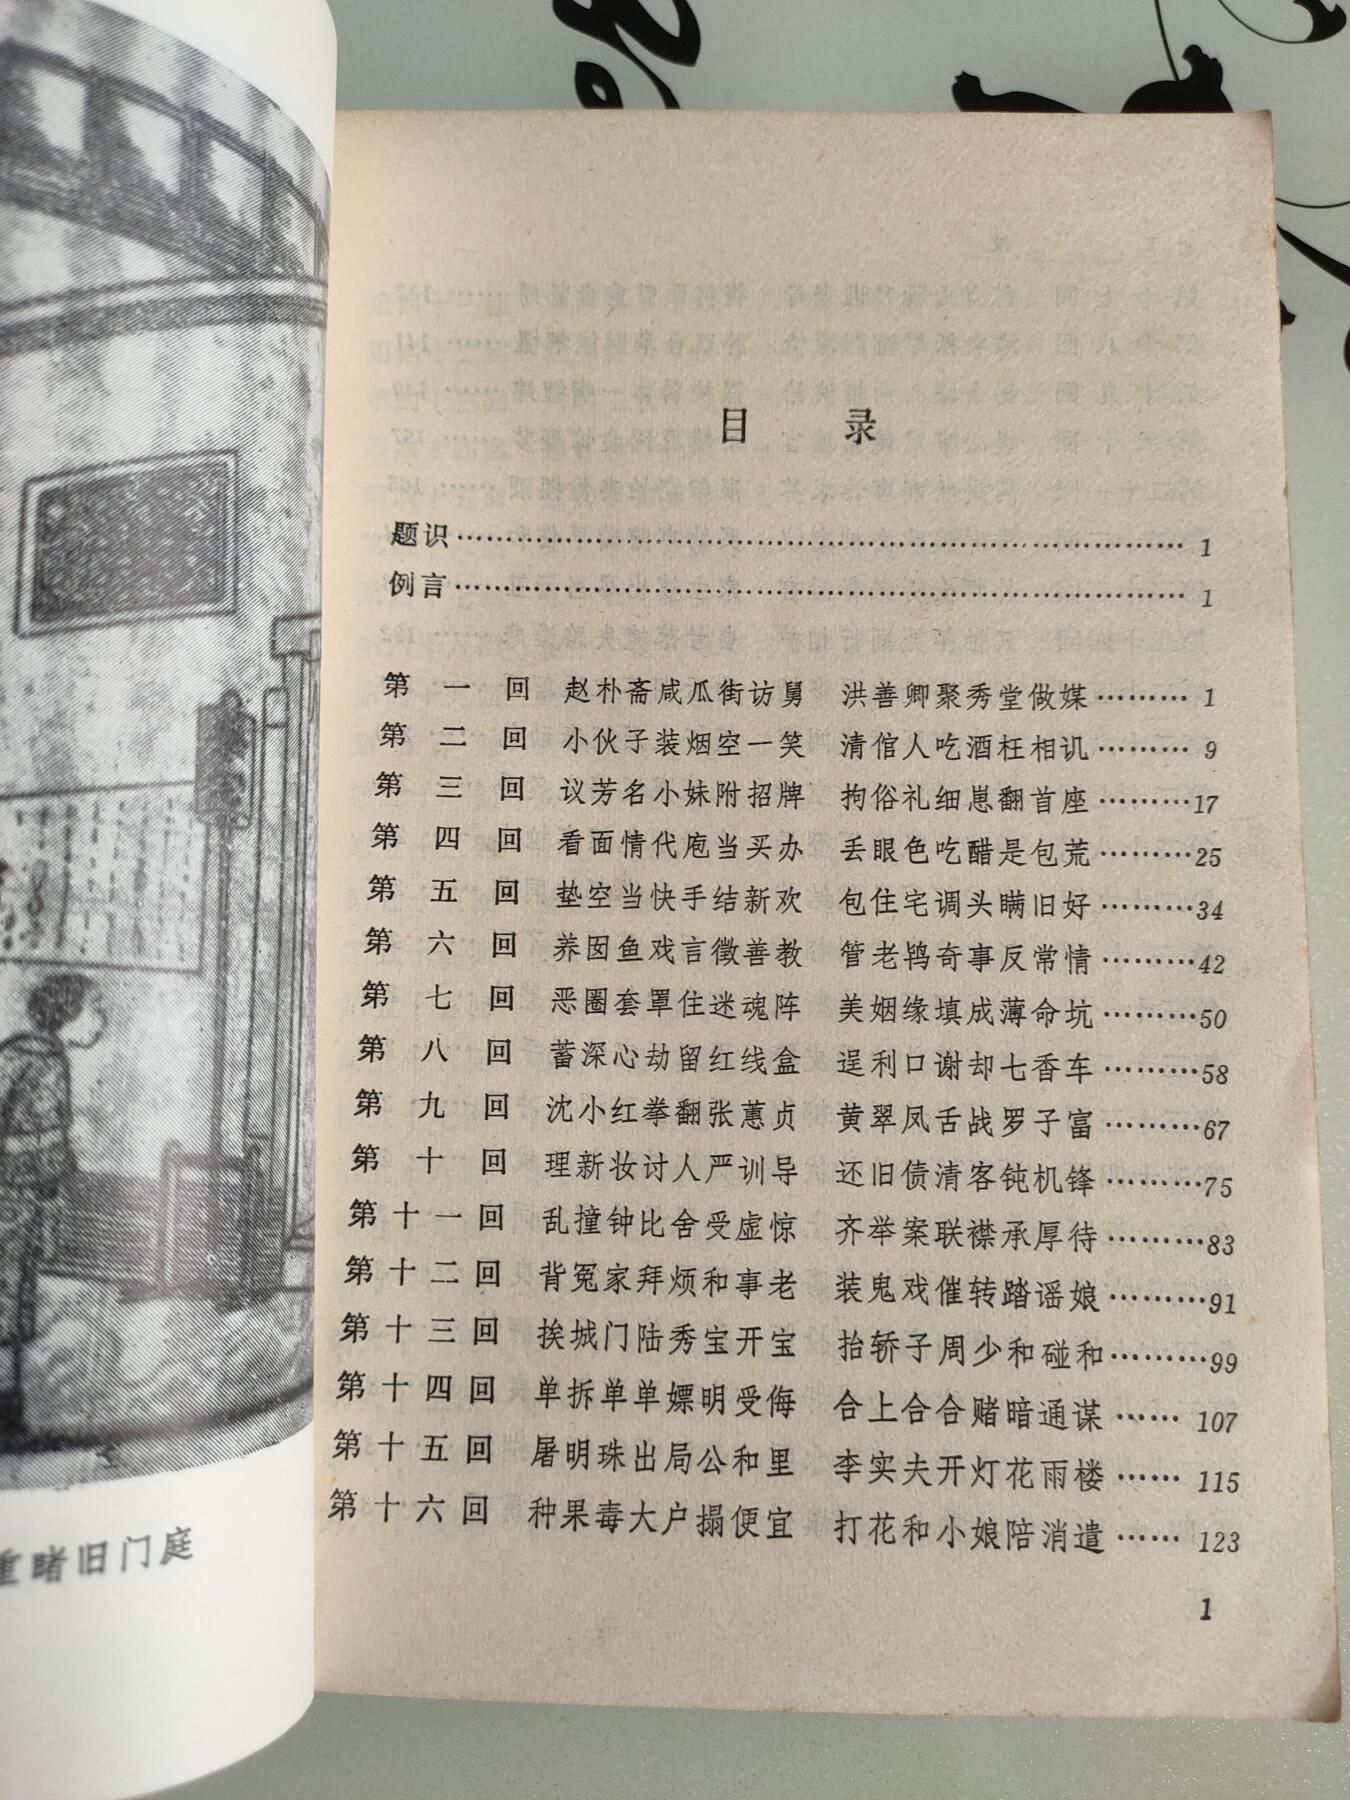 重睹旧门庭
目 录
题识…………………………………………………………… 1
例言…………………………………………………………… 1
第一回 赵朴斋咸瓜街访舅 洪善卿聚秀堂做媒……… 1
第二回 小伙子装烟空一笑 清倌人吃酒枉相讥……… 9
第三回 议芳名小妹附招牌 拘俗礼细崽翻首座………17
第四回 看面情代庖当买办 丢眼色吃醋是包荒………25
第五回 垫空当快手结新欢 包住宅调头瞒旧好………34
第六回 养囡鱼戏言徵善教 管老鸨奇事反常情………42
第七回 恶圈套罩住迷魂阵 美姻缘填成薄命坑………50
第八回 蓄深心劫留红线盒 逞利口谢却七香车………58
第九回 沈小红拳翻张蕙贞 黄翠凤舌战罗子富………67
第十回 理新妆讨人严训导 还旧债清客钝机锋………75
第十一回 乱撞钟比舍受虚惊 齐举案联襟承厚待………83
第十二回 背冤家拜烦和事老 装鬼戏催转踏谣娘………91
第十三回 挨城门陆秀宝开宝 抬轿子周少和碰和………99
第十四回 单拆单单嫖明受侮 合上合合赌暗通谋…… 107
第十五回 屠明珠出局公和里 李实夫开灯花雨楼…… 115
第十六回 种果毒大户搨便宜 打花和小娘陪消遣…… 123
1